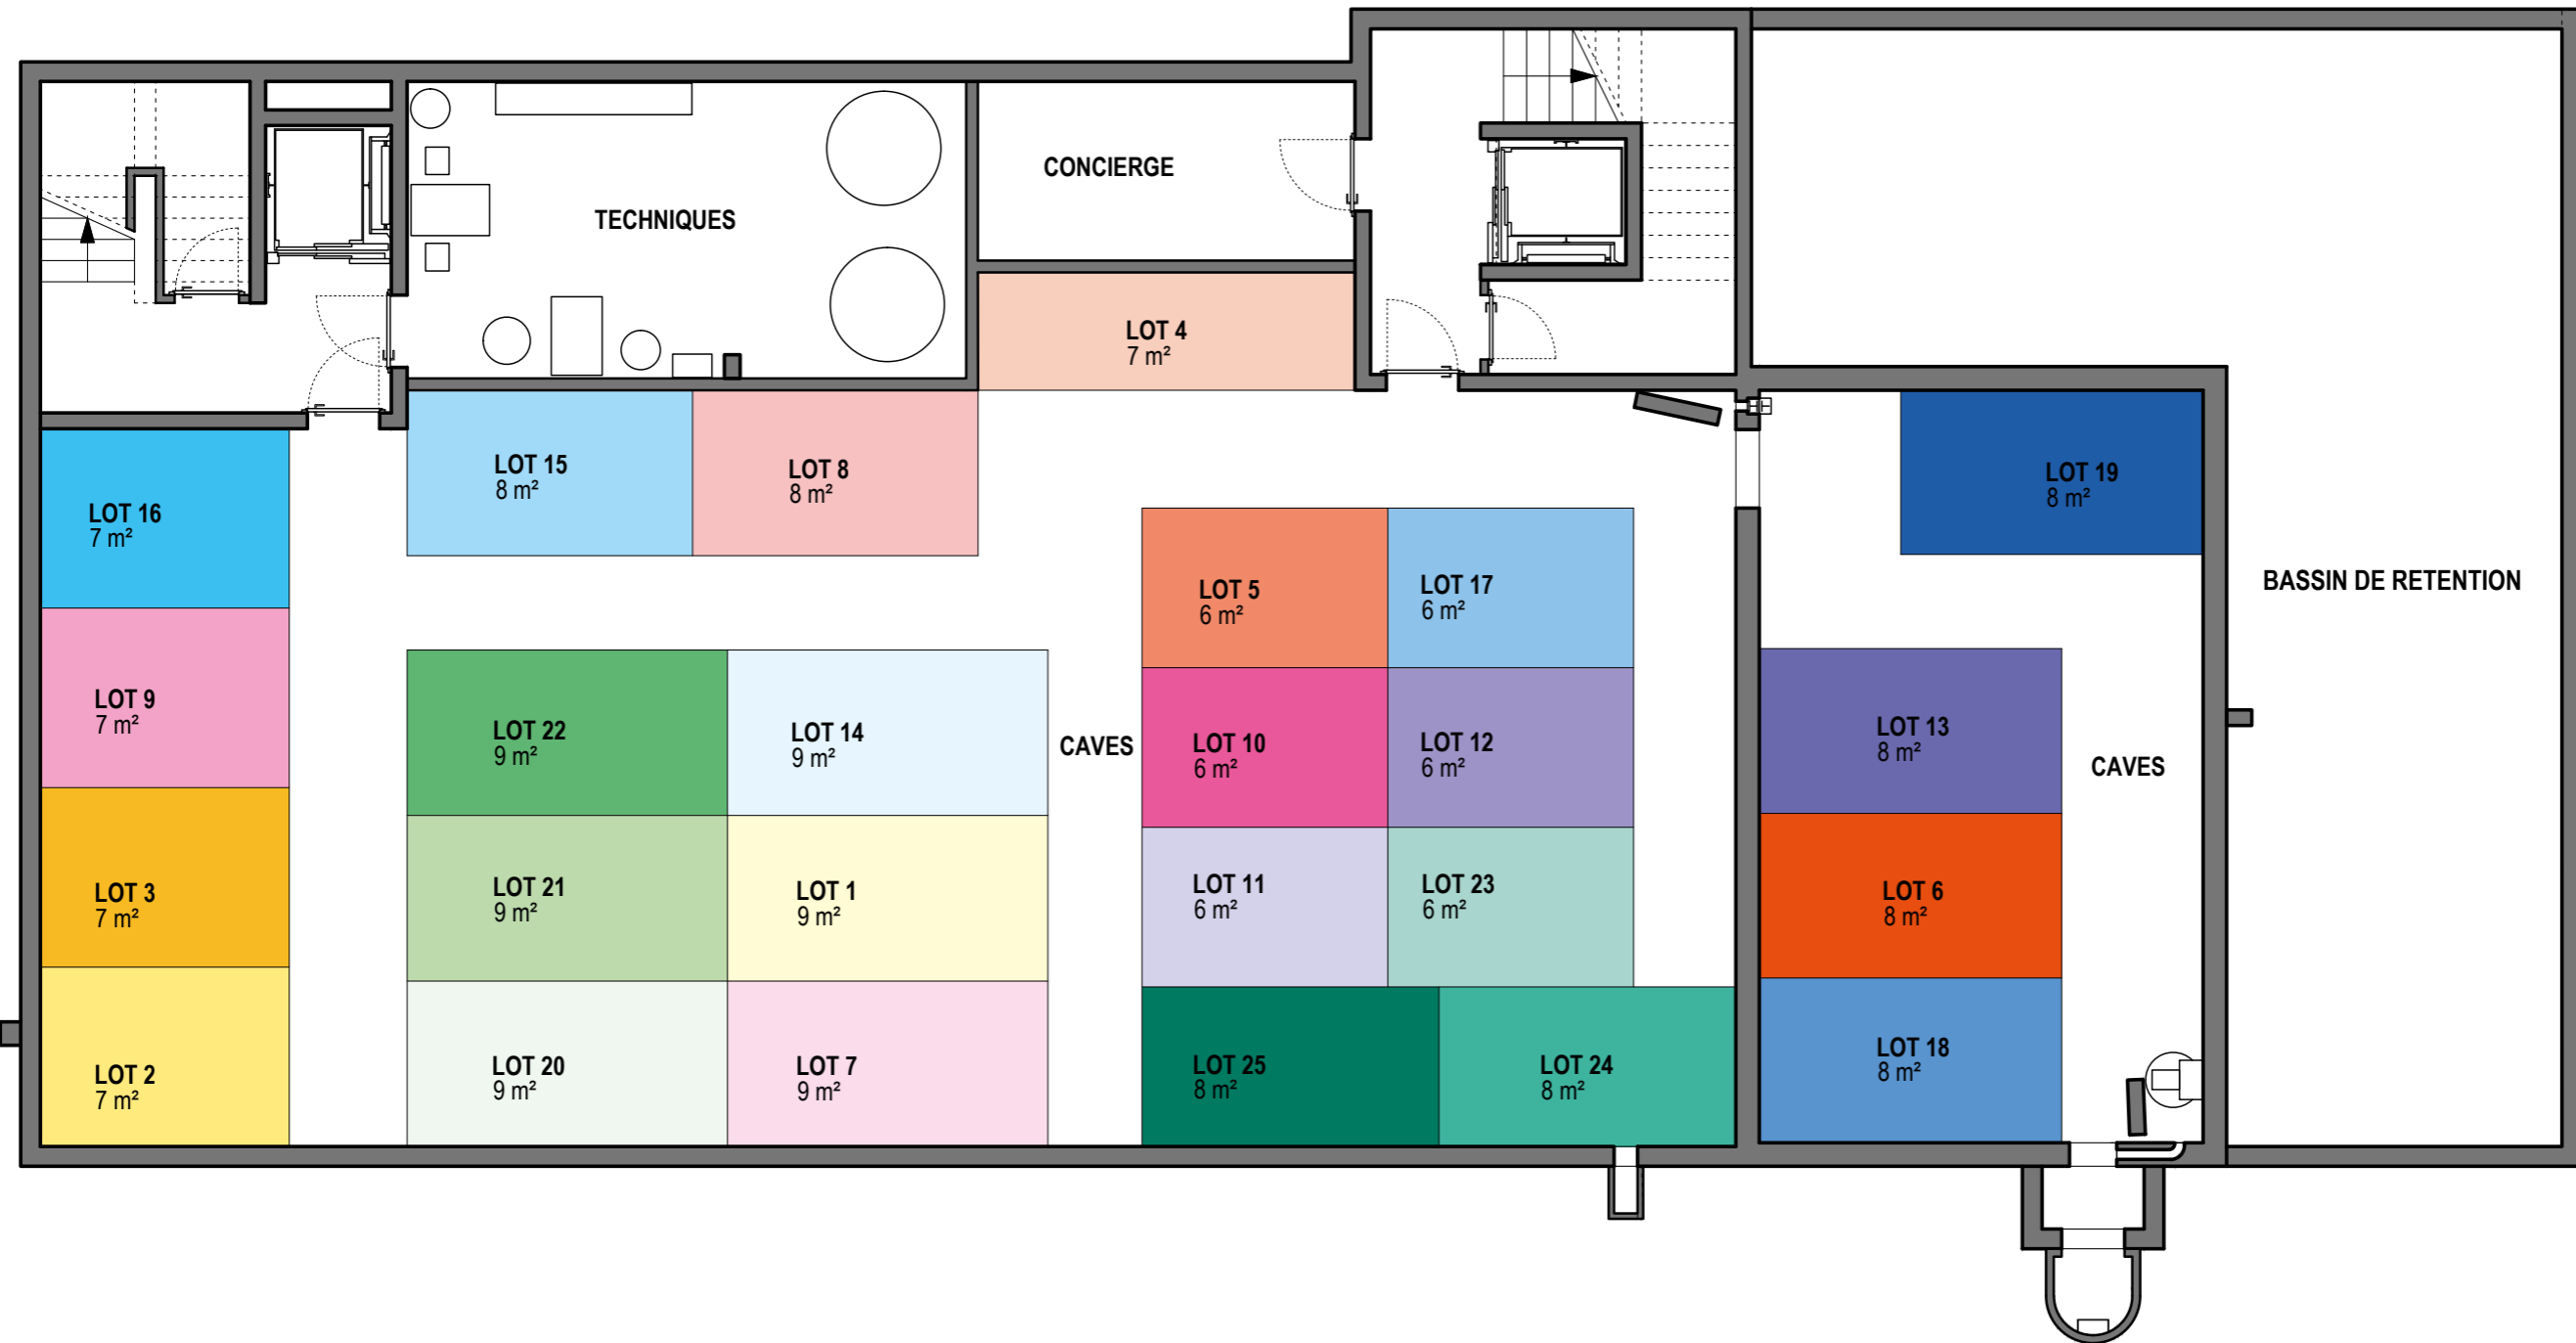 CONCIERGE
TECHNIQUES
LOT 4
7 m²
LOT 15
8 m²
LOT 8
8 m²
LOT 19
8 m²
LOT 16
7 m²
LOT 5
6 m²
LOT 17
6 m²
BASSIN DE RETENTION
LOT 9
7 m²
LOT 22
9 m²
LOT 14
9 m²
CAVES
LOT 10
6 m²
LOT 12
6 m²
LOT 13
8 m²
CAVES
LOT 3
7 m²
LOT 21
9 m²
LOT 1
9 m²
LOT 11
6 m²
LOT 23
6 m²
LOT 6
8 m²
LOT 2
7 m²
LOT 20
9 m²
LOT 7
9 m²
LOT 25
8 m²
LOT 24
8 m²
LOT 18
8 m²